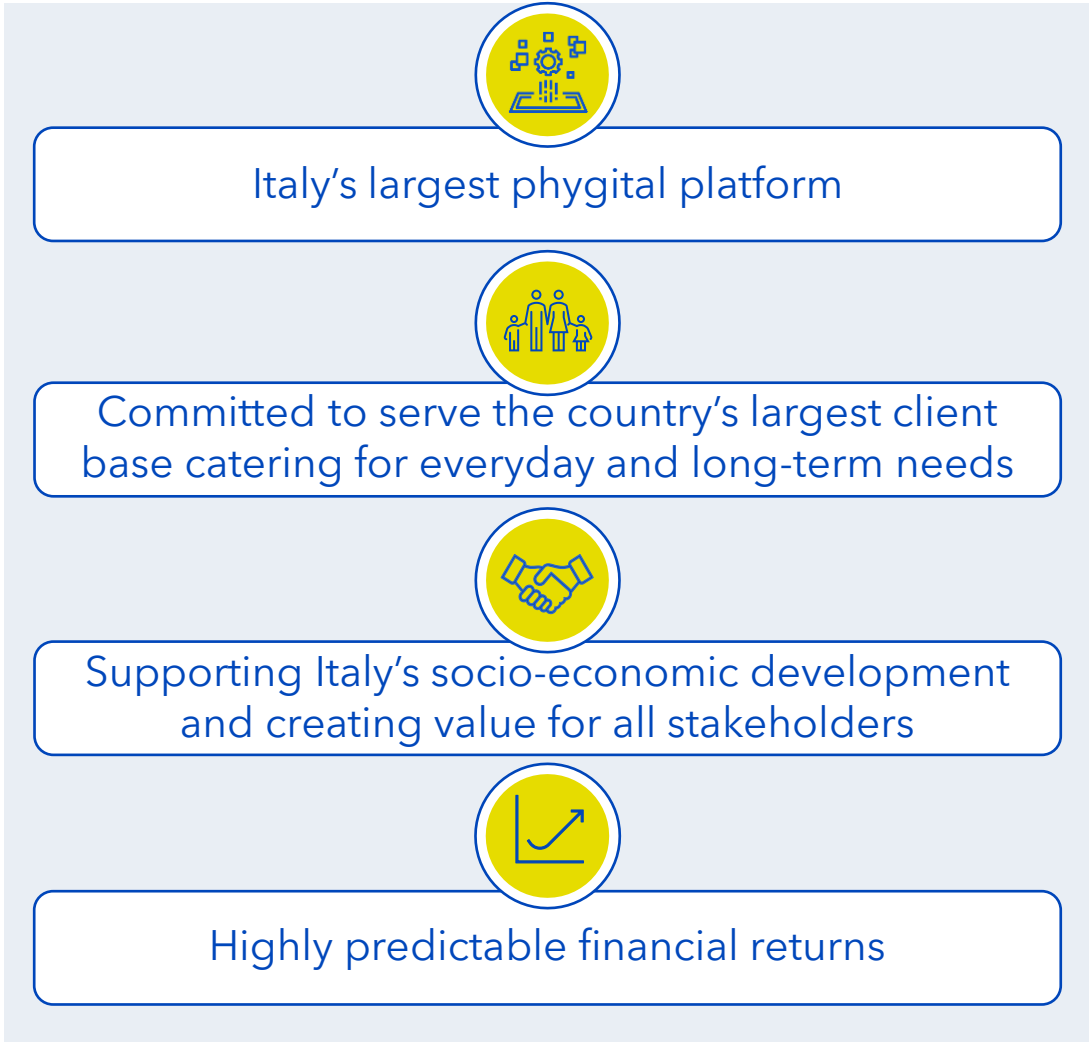 Italy’s largest phygital platform
Committed to serve the country’s largest client
base catering for everyday and long-term needs
Supporting Italy’s socio-economic development
and creating value for all stakeholders
Highly predictable financial returns